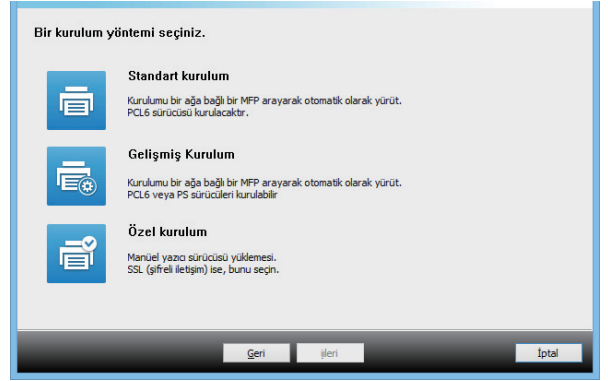 Bir kurulum yöntemi seçiniz.
Standart kurulum
Kurulumu bir ağa bağlı bir MFP arayarak otomatik olarak yürüt.
PCL6 sürücüsü kurulacaktır.
Gelişmiş Kurulum
Kurulumu bir ağa bağlı bir MFP arayarak otomatik olarak yürüt.
PCL6 veya PS sürücüleri kurulabilir
Özel kurulum
Manüel yazıcı sürücüsü yüklemesi.
SSL (şifreli iletişim) ise, bunu seçin.
Geri İleri İptal